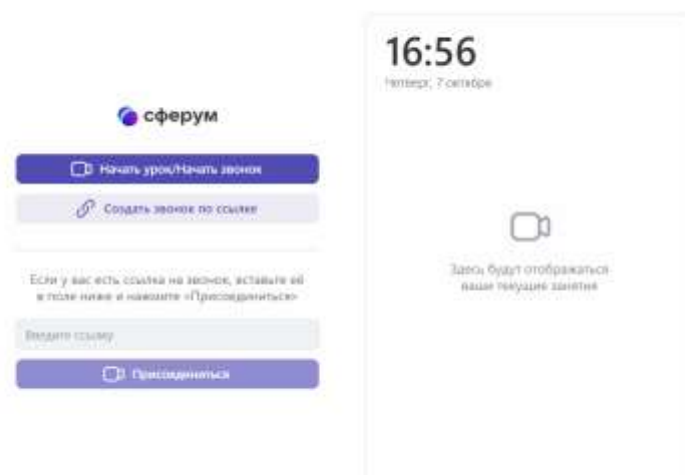 сферум
Начать урок/Начать звонок
Создать звонок по ссылке
Если у вас есть ссылка на звонок, вставьте её
в поле ниже и нажмите «Присоединиться»
Введите ссылку
Присоединиться
16:56
Четверг, 7 октября
Здесь будут отображаться
ваши текущие занятия